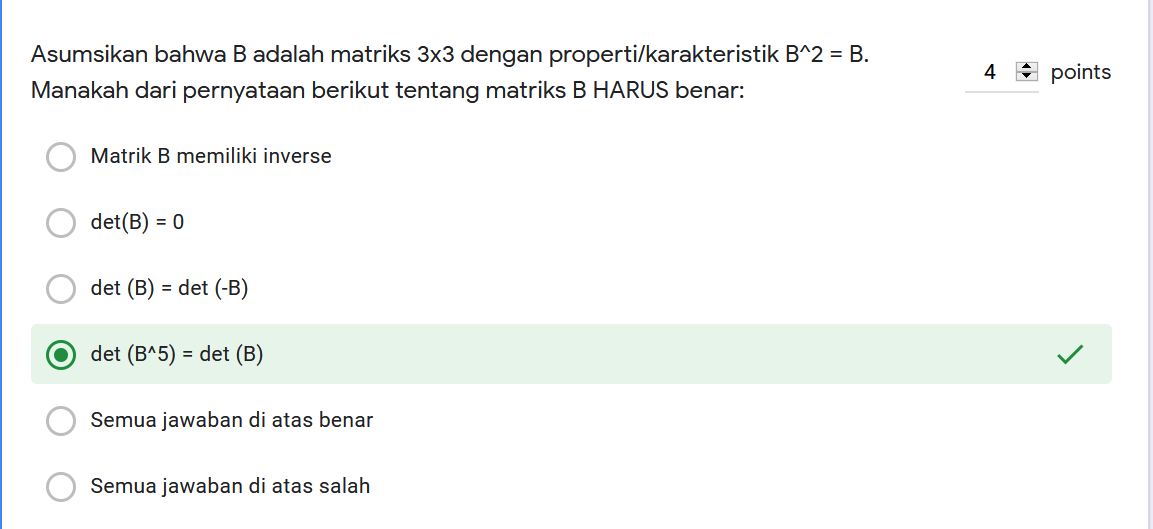 Asumsikan bahwa B adalah matriks 3x3 dengan properti/karakteristik B^2 = B.
Manakah dari pernyataan berikut tentang matriks B HARUS benar:
4 points
Matrik B memiliki inverse
det(B) = 0
det (B) = det (-B)
det (B^5) = det (B)
Semua jawaban di atas benar
Semua jawaban di atas salah